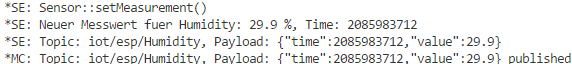 *SE: Sensor::setMeasurement()
*SE: Neuer Messwert fuer Humidity: 29.9 %, Time: 2085983712
*SE: Topic: iot/esp/Humidity, Payload: {"time":2085983712,"value":29.9}
*MC: Topic: iot/esp/Humidity, Payload: {"time":2085983712,"value":29.9} published